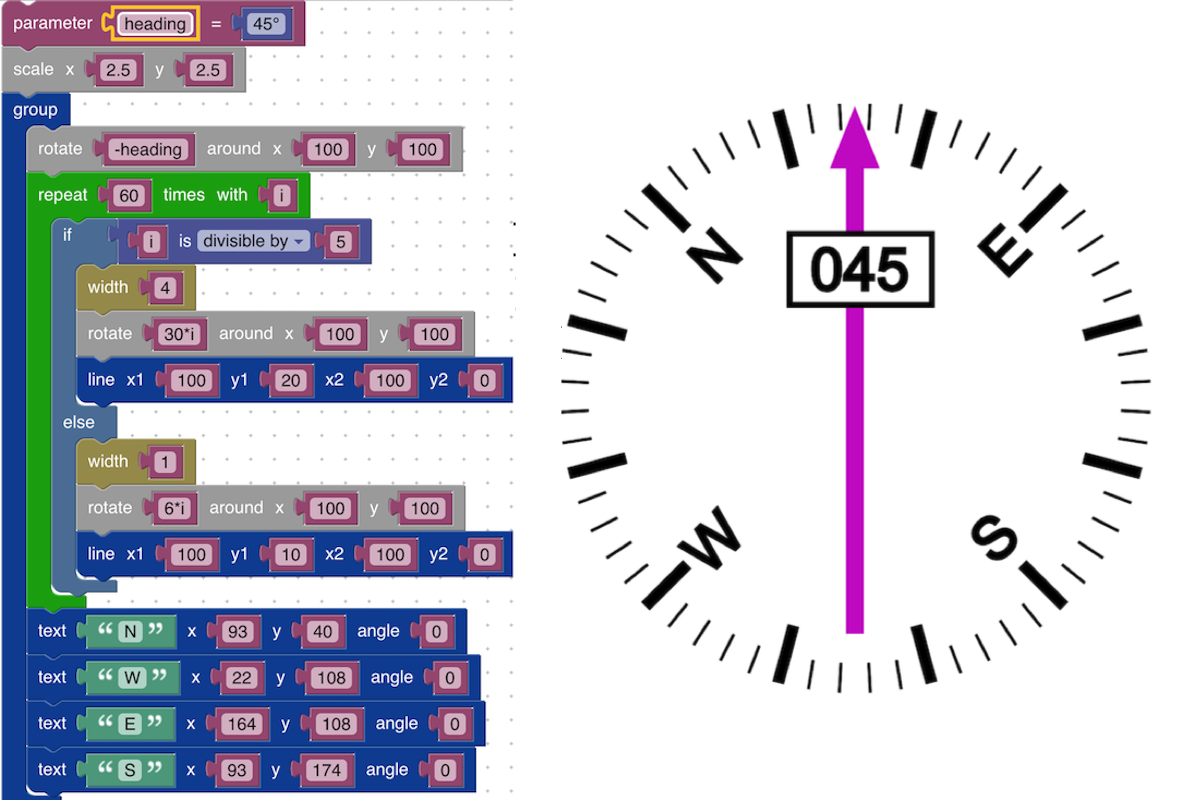 parameter heading = 45°
scale x 2.5 y 2.5
group
rotate -heading around x 100 y 100
repeat 60 times with i
if i is divisible by 5
width 4
rotate 30*i around x 100 y 100
line x1 100 y1 20 x2 100 y2 0
else
width 1
rotate 6*i around x 100 y 100
line x1 100 y1 10 x2 100 y2 0
text “ N ” x 93 y 40 angle 0
text “ W ” x 22 y 108 angle 0
text “ E ” x 164 y 108 angle 0
text “ S ” x 93 y 174 angle 0
N
E
045
W
S